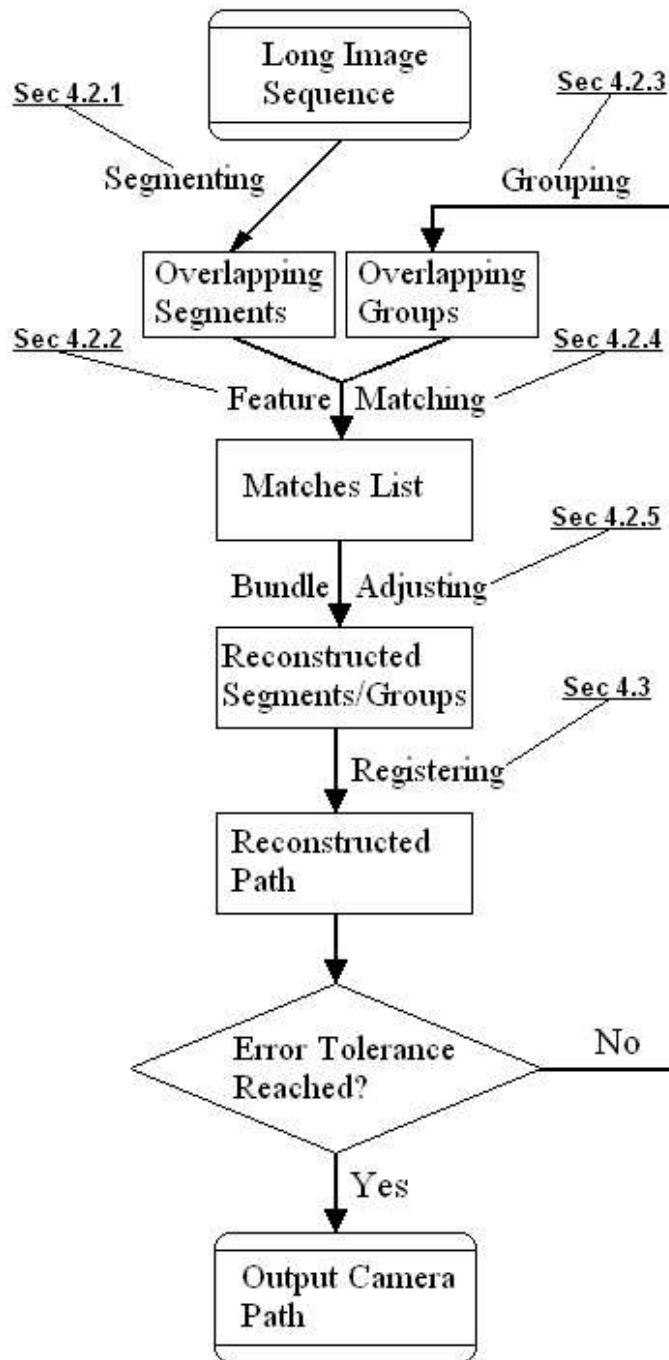 Long Image
Sequence
Sec 4.2.1
Sec 4.2.3
Segmenting
Grouping
Overlapping
Segments
Overlapping
Groups
Sec 4.2.2
Sec 4.2.4
Feature Matching
Matches List
Sec 4.2.5
Bundle Adjusting
Reconstructed
Segments/Groups
Sec 4.3
Registering
Reconstructed
Path
Error Tolerance
Reached?
No
Yes
Output Camera
Path